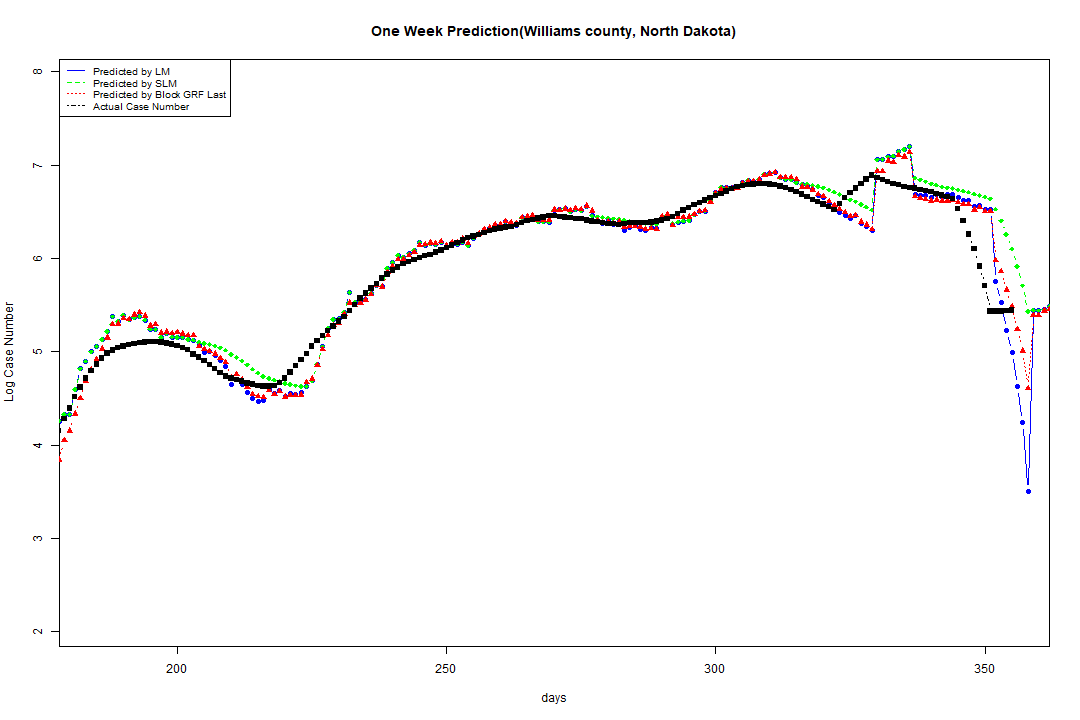 One Week Prediction(Williams county, North Dakota)
Predicted by LM
Predicted by SLM
Predicted by Block GRF Last
Actual Case Number
8
7
6
5
4
3
2
Log Case Number
200 250 300 350
days